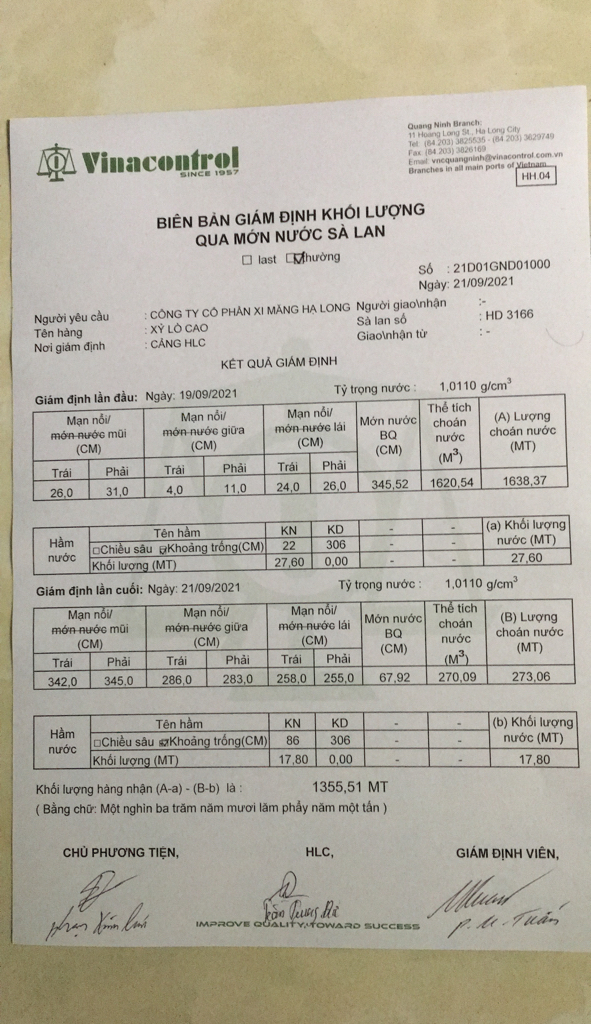 Vinacontrol
SINCE 1957
Quang Ninh Branch:
11 Hoang Long St., Ha Long City
Tel: (84.203) 3825535 - (84.203) 3629749
Fax: (84.203) 3826169
Email: vncquangninh@vinacontrol.com.vn
Branches in all main ports of Vietnam
HH.04
BIÊN BẢN GIÁM ĐỊNH KHỐI LƯỢNG
QUA MỚN NƯỚC SÀ LAN
last thường
Số : 21D01GND01000
Ngày: 21/09/2021
Người yêu cầu : CÔNG TY CỔ PHẦN XI MĂNG HẠ LONG Người giao\nhận :-
Tên hàng : XỶ LÒ CAO Sà lan số : HD 3166
Nơi giám định : CẢNG HLC Giao\nhận từ : -
KẾT QUẢ GIÁM ĐỊNH
Giám định lần đầu: Ngày: 19/09/2021 Tỷ trọng nước : 1,0110 g/cm3
Mạn nổi/ món nước mũi (CM) Mạn nổi/ món nước giữa (CM) Mạn nổi/ món nước lái (CM) Mớn nước BQ (CM) Thể tích choán nước (M3) (A) Lượng choán nước (MT)
Trái Phải Trái Phải Trái Phải
26,0 31,0 4,0 11,0 24,0 26,0 345,52 1620,54 1638,37
Hầm nước Tên hầm KN KD - - (a) Khối lượng nước (MT)
Chiều sâu Khoảng trống(CM) 22 306 - -
Khối lượng (MT) 27,60 0,00 - - 27,60
Giám định lần cuối: Ngày: 21/09/2021 Tỷ trọng nước : 1,0110 g/cm3
Mạn nổi/ món nước mũi (CM) Mạn nổi/ món nước giữa (CM) Mạn nổi/ món nước lái (CM) Mớn nước BQ (CM) Thể tích choán nước (M3) (B) Lượng choán nước (MT)
Trái Phải Trái Phải Trái Phải
342,0 345,0 286,0 283,0 258,0 255,0 67,92 270,09 273,06
Hầm nước Tên hầm KN KD - - (b) Khối lượng nước (MT)
Chiều sâu Khoảng trống(CM) 86 306 - -
Khối lượng (MT) 17,80 0,00 - - 17,80
Khối lượng hàng nhận (A-a) - (B-b) là : 1355,51 MT
( Bằng chữ: Một nghìn ba trăm năm mươi lăm phẩy năm một tấn )
CHỦ PHƯƠNG TIỆN, HLC, GIÁM ĐỊNH VIÊN,
P. M. Tuấn
IMPROVE QUALITY, TOWARD SUCCESS